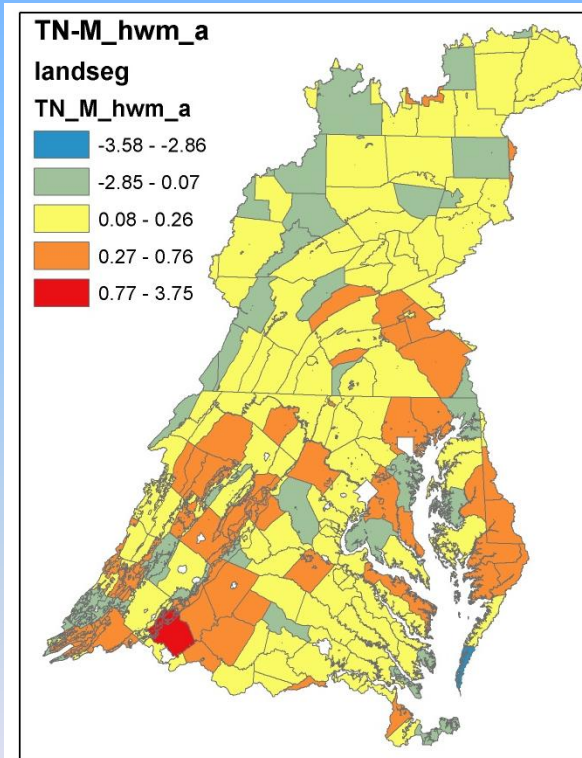 TN-M_hwm_a
landseg
TN_M_hwm_a
-3.58 - -2.86
-2.85 - 0.07
0.08 - 0.26
0.27 - 0.76
0.77 - 3.75